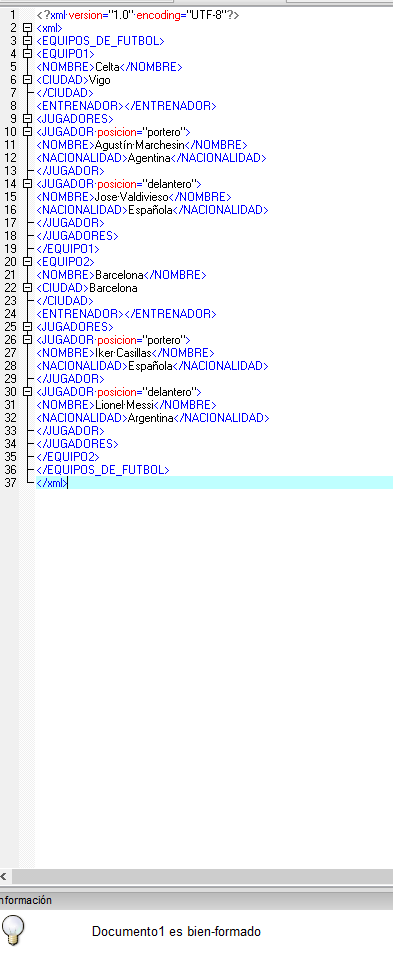 1 <?xml version="1.0" encoding="UTF-8"?>
2 <xml>
3 <EQUIPOS_DE_FUTBOL>
4 <EQUIPO1>
5 <NOMBRE>Celta</NOMBRE>
6 <CIUDAD>Vigo
7 </CIUDAD>
8 <ENTRENADOR></ENTRENADOR>
9 <JUGADORES>
10 <JUGADOR posicion="portero">
11 <NOMBRE>Agustín Marchesin</NOMBRE>
12 <NACIONALIDAD>Agentina</NACIONALIDAD>
13 </JUGADOR>
14 <JUGADOR posicion="delantero">
15 <NOMBRE>Jose Valdivieso</NOMBRE>
16 <NACIONALIDAD>Española</NACIONALIDAD>
17 </JUGADOR>
18 </JUGADORES>
19 </EQUIPO1>
20 <EQUIPO2>
21 <NOMBRE>Barcelona</NOMBRE>
22 <CIUDAD>Barcelona
23 </CIUDAD>
24 <ENTRENADOR></ENTRENADOR>
25 <JUGADORES>
26 <JUGADOR posicion="portero">
27 <NOMBRE>Iker Casillas</NOMBRE>
28 <NACIONALIDAD>Española</NACIONALIDAD>
29 </JUGADOR>
30 <JUGADOR posicion="delantero">
31 <NOMBRE>Lionel Messi</NOMBRE>
32 <NACIONALIDAD>Argentina</NACIONALIDAD>
33 </JUGADOR>
34 </JUGADORES>
35 </EQUIPO2>
36 </EQUIPOS_DE_FUTBOL>
37 </xml>
nformación
Documento1 es bien-formado